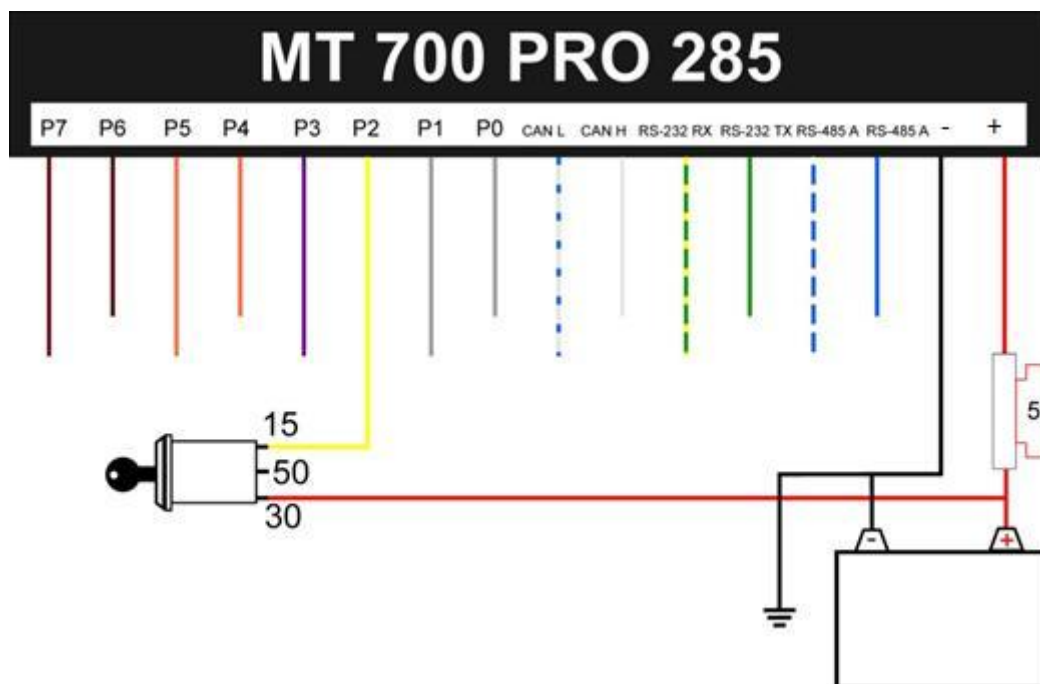 MT 700 PRO 285
P7 P6 P5 P4 P3 P2 P1 P0 CAN L CAN H RS-232 RX RS-232 TX RS-485 A RS-485 A - +
15
50
30
5
- +